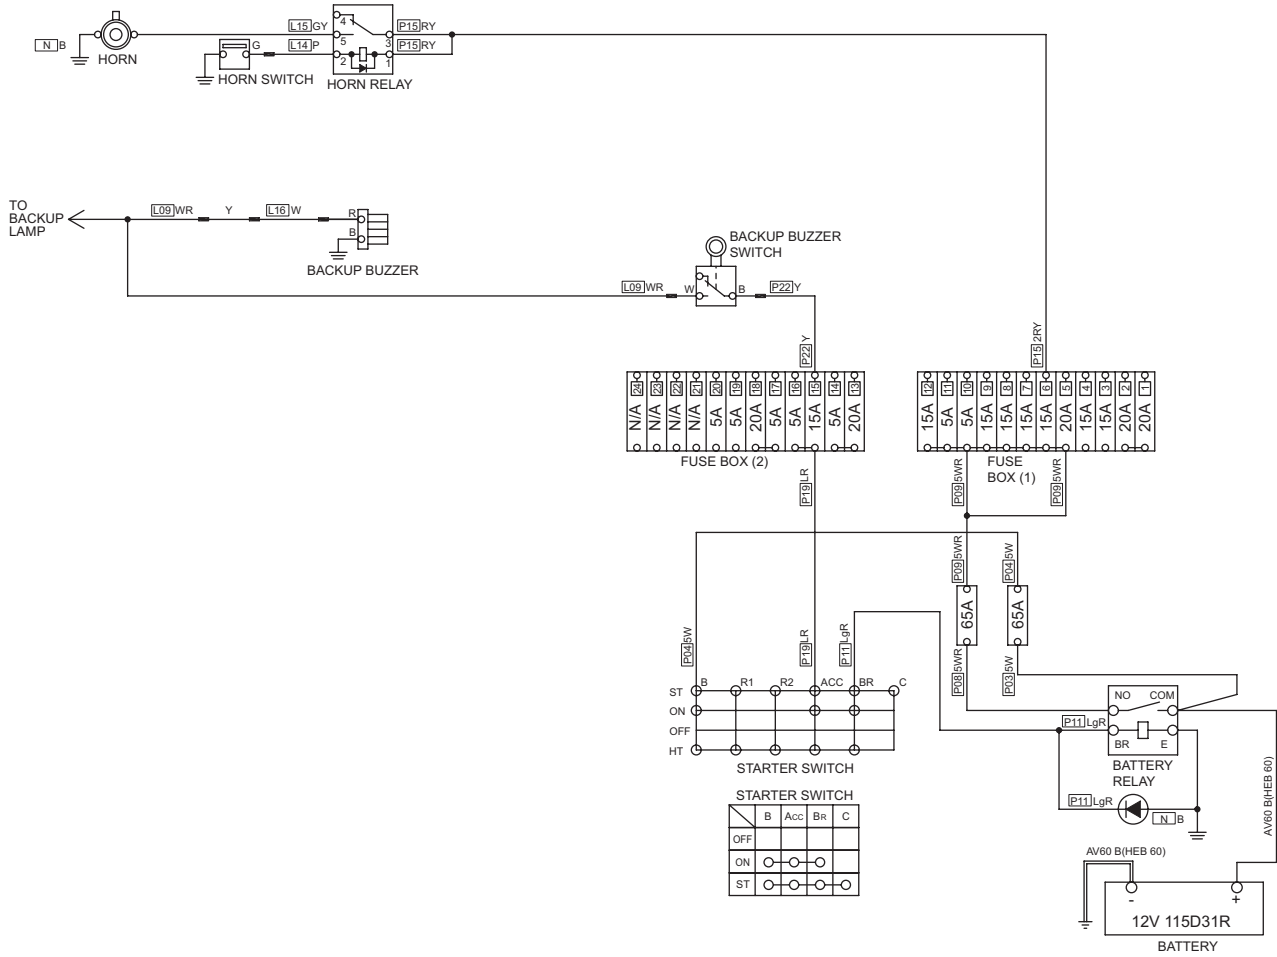 N B
HORN
L15 GY
L14 P
G
HORN SWITCH
4
5
2
3
1
P15 RY
P15 RY
HORN RELAY
TO
BACKUP
LAMP
L09 WR
Y
L16 W
R
B
BACKUP BUZZER
BACKUP BUZZER
SWITCH
L09 WR
W
B
P22 Y
P22 Y
P15 2RY
24 23 22 21 20 19 18 17 16 15 14 13
N/A N/A N/A N/A 5A 5A 20A 5A 5A 15A 5A 20A
FUSE BOX (2)
12 11 10 9 8 7 6 5 4 3 2 1
15A 5A 5A 15A 15A 15A 15A 20A 15A 15A 20A 20A
FUSE
BOX (1)
P19 LR
P09 5WR
P09 5WR
P09 5WR
P04 5W
65A
65A
P04 5W
P19 LR
P11 LgR
P08 5WR
P03 5W
B R1 R2 ACC BR C
ST
ON
OFF
HT
STARTER SWITCH
NO COM
P11 LgR
BR E
BATTERY
RELAY
P11 LgR
N B
AV60 B(HEB 60)
STARTER SWITCH
B ACC BR C
OFF
ON
ST
AV60 B(HEB 60)
- +
12V 115D31R
BATTERY